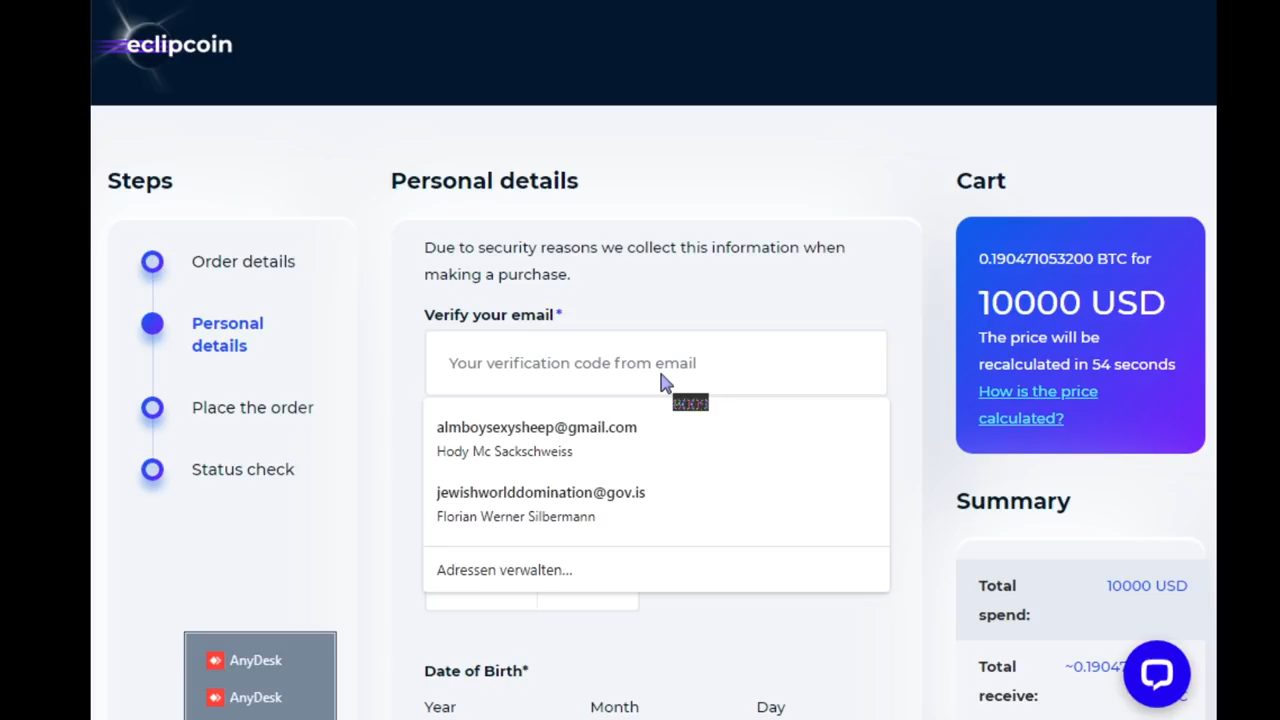 eclipcoin
Steps
Order details
Personal
details
Place the order
Status check
AnyDesk
AnyDesk
Personal details
Due to security reasons we collect this information when
making a purchase.
Verify your email*
Your verification code from email
almboysexysheep@gmail.com
Hody Mc Sackschweiss
jewishworlddomination@gov.is
Florian Werner Silbermann
Adressen verwalten...
Date of Birth*
Year
Month
Day
Cart
0.190471053200 BTC for
10000 USD
The price will be
recalculated in 54 seconds
How is the price
calculated?
Summary
Total
spend:
10000 USD
Total
receive:
~0.19047